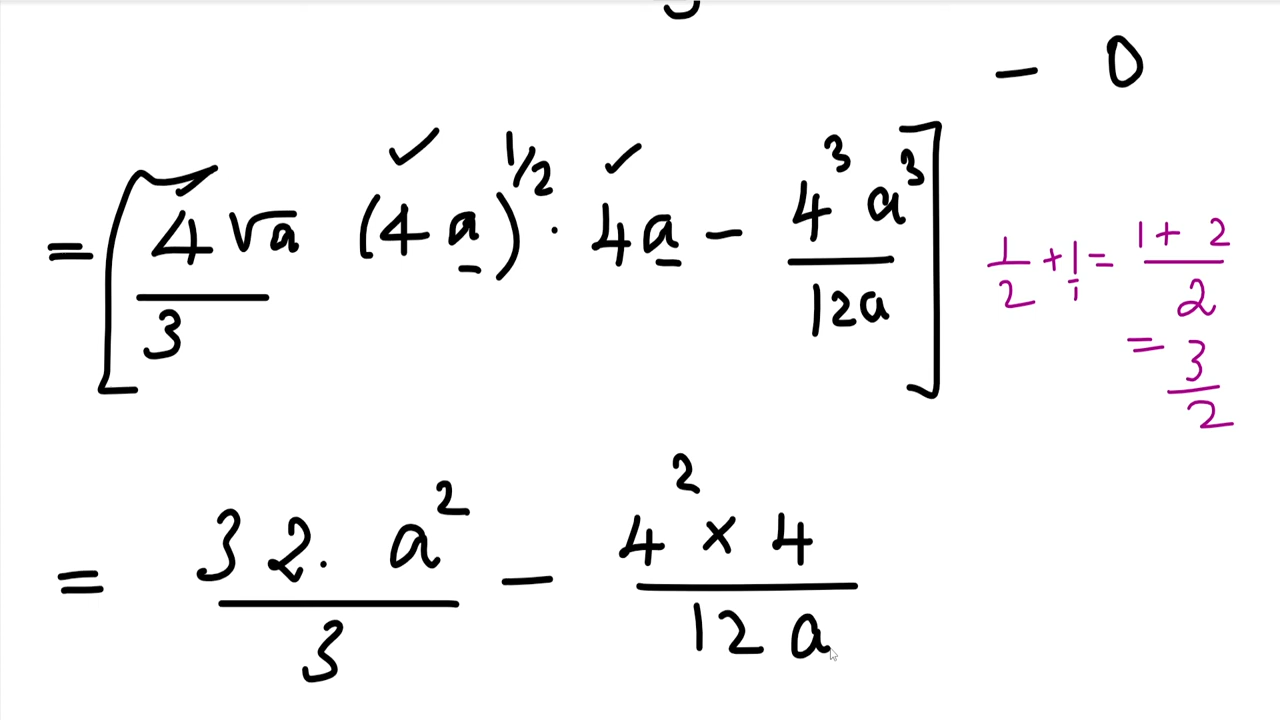 - 0
= [ 4√a/3 (4a)^1/2 · 4a - 4^3 a^3/12a ]
1/2 + 1/1 = 1+2/2
= 3/2
= 32. a^2/3 - 4^2 × 4/12a